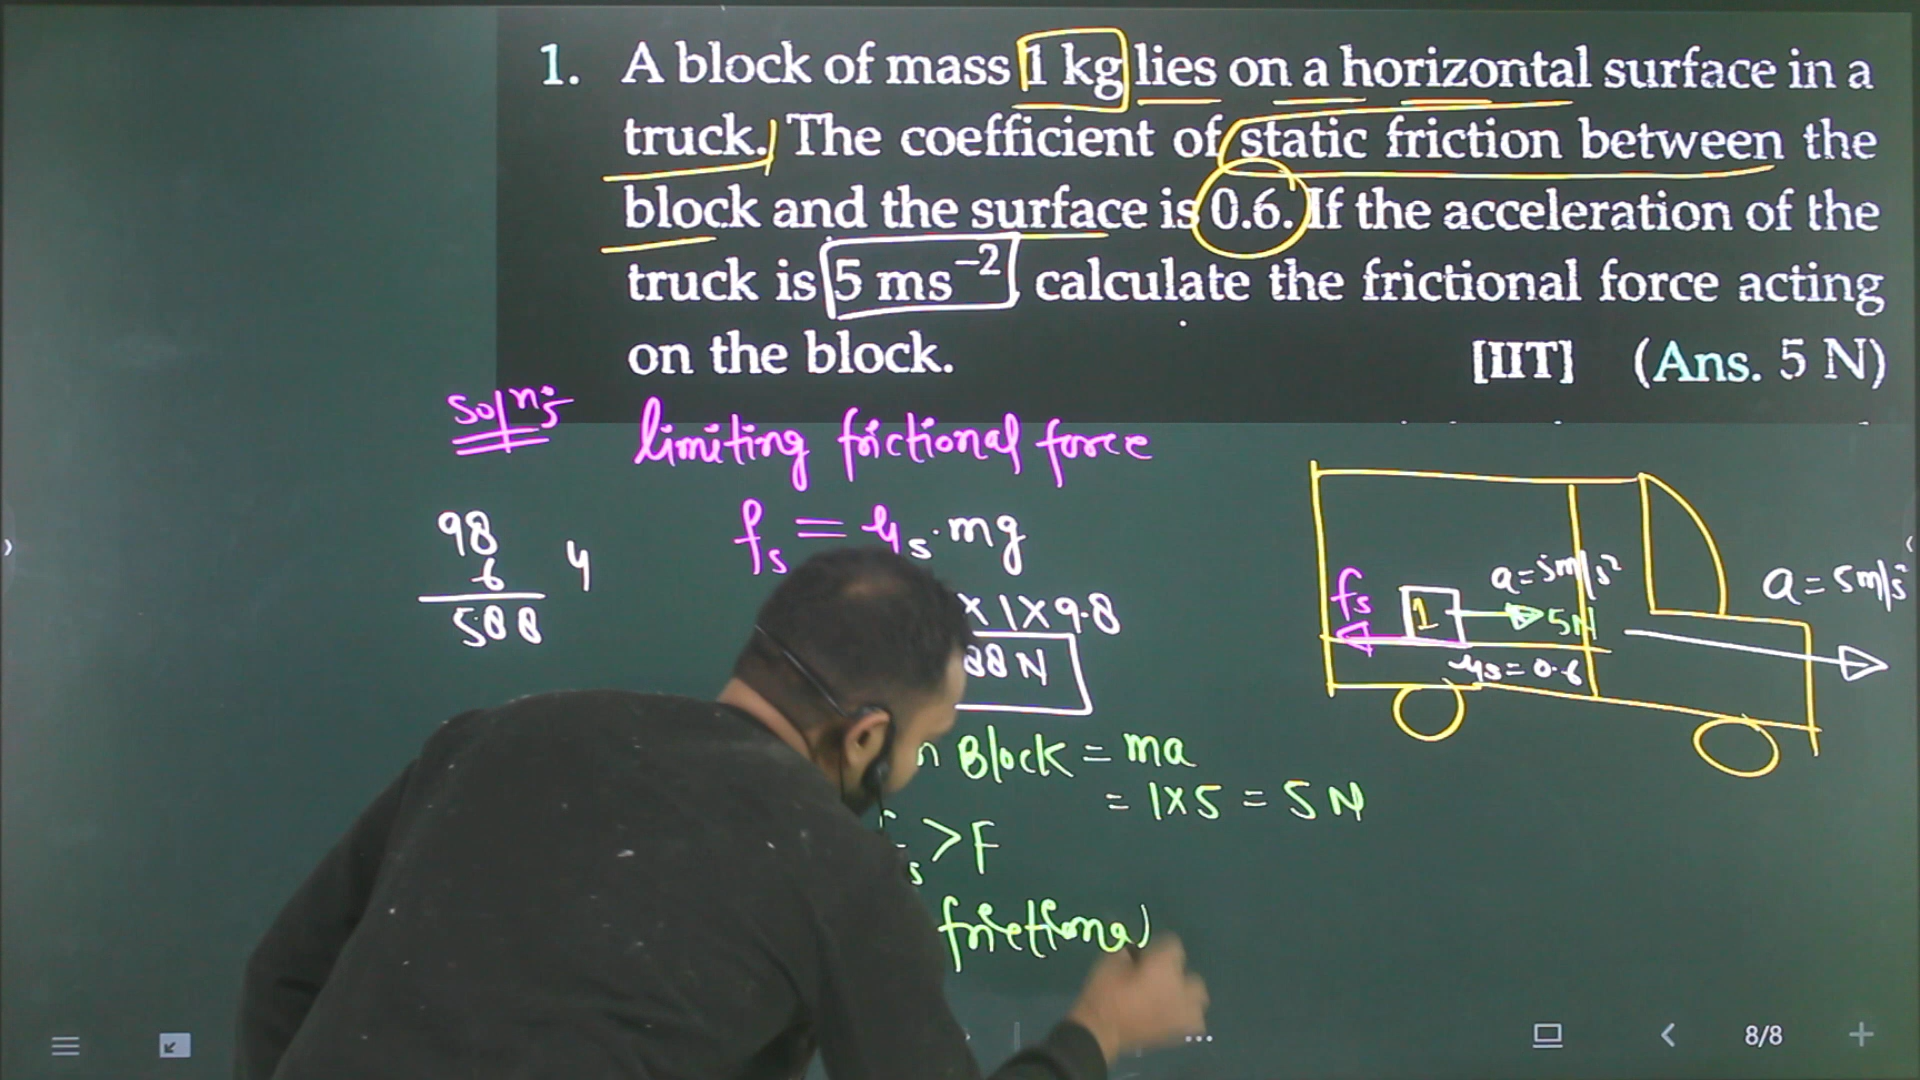 1. A block of mass 1 kg lies on a horizontal surface in a
truck. The coefficient of static friction between the
block and the surface is 0.6. If the acceleration of the
truck is 5 ms⁻² calculate the frictional force acting
on the block. [IIT] (Ans. 5 N)
Soln:
limiting frictional force
fs = μs.mg
98
6
588
4
× 1 × 9.8
88 N
n Block = ma
= 1×5 = 5 N
s > F
frictional
fs
1
a = 5m/s²
5N
μs = 0.6
a = 5m/s²
8/8